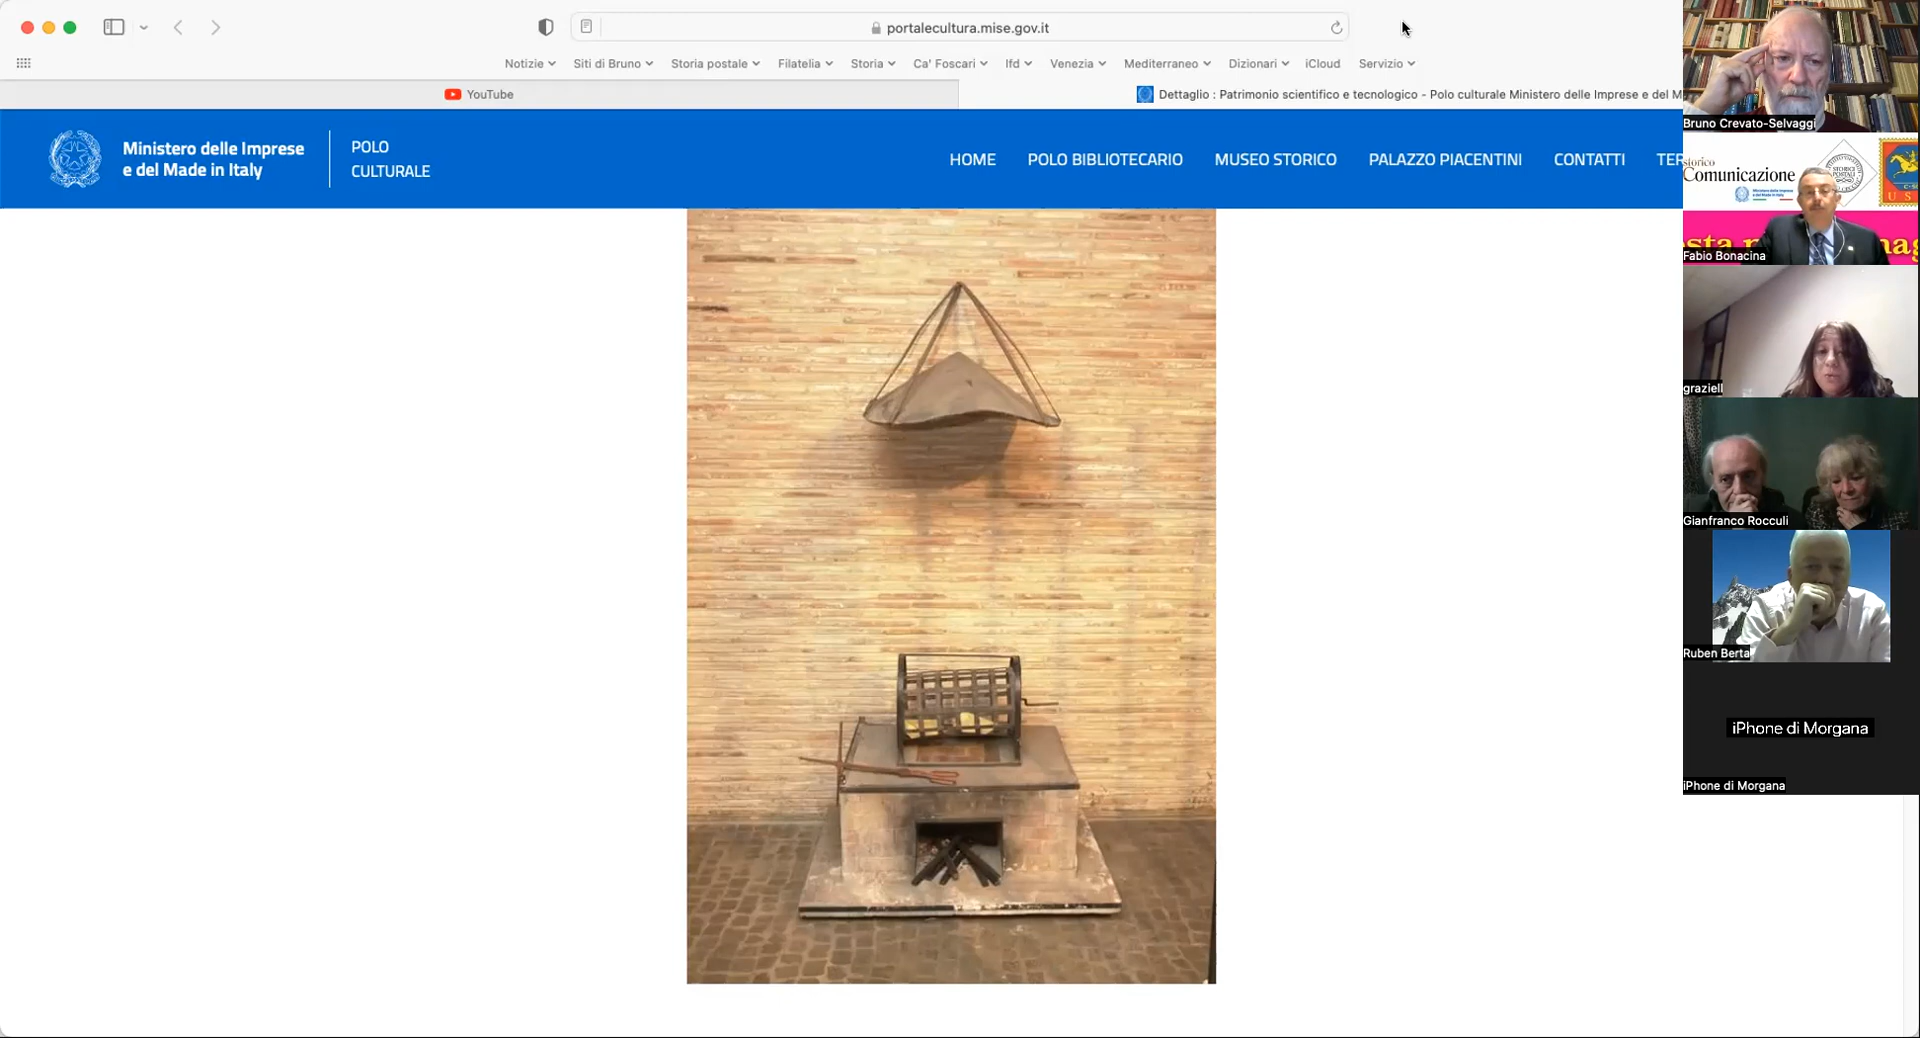 portalecultura.mise.gov.it
Notizie
Siti di Bruno
Storia postale
Filatelia
Storia
Ca' Foscari
Ifd
Venezia
Mediterraneo
Dizionari
iCloud
Servizio
YouTube
Dettaglio : Patrimonio scientifico e tecnologico - Polo culturale Ministero delle Imprese e del M
Ministero delle Imprese
e del Made in Italy
POLO
CULTURALE
HOME
POLO BIBLIOTECARIO
MUSEO STORICO
PALAZZO PIACENTINI
CONTATTI
TER
Bruno Crevato-Selvaggi
storico
Comunicazione
Fabio Bonacina
graziell
Gianfranco Rocculi
Ruben Berta
iPhone di Morgana
iPhone di Morgana